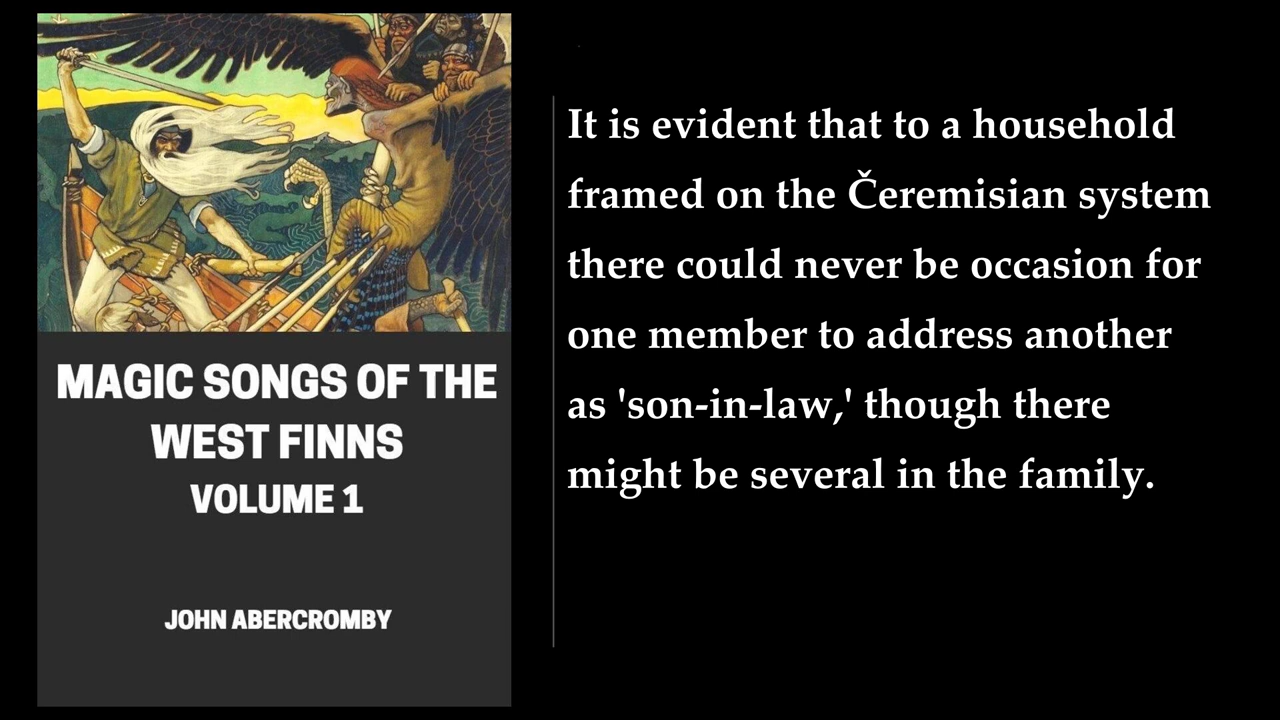 MAGIC SONGS OF THE
WEST FINNS
VOLUME 1
JOHN ABERCROMBY
It is evident that to a household
framed on the Čeremisian system
there could never be occasion for
one member to address another
as 'son-in-law,' though there
might be several in the family.